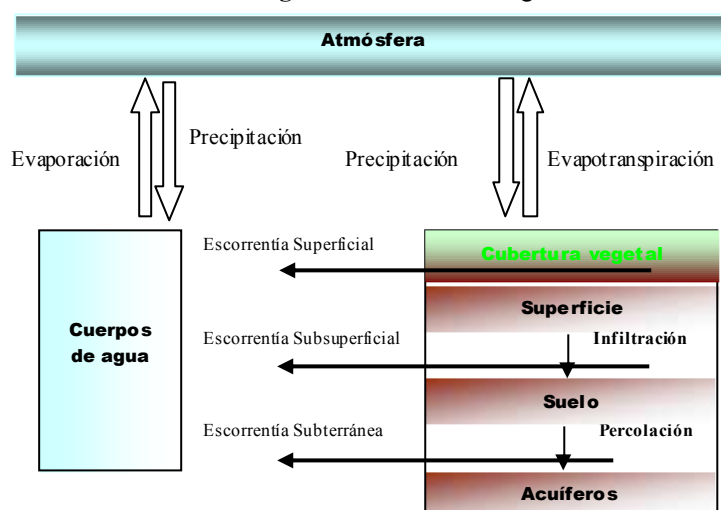 Atmósfera
Precipitación
Evaporación
Precipitación
Evapotranspiración
Escorrentía Superficial
Cubertura vegetal
Superficie
Cuerpos
de agua
Escorrentía Subsuperficial
Infiltración
Suelo
Escorrentía Subterránea
Percolación
Acuíferos